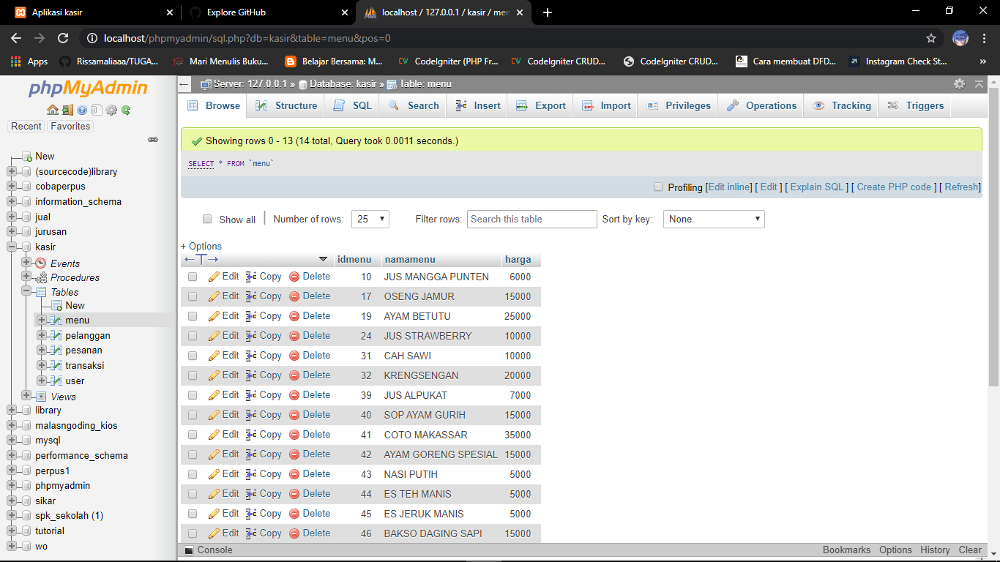 Aplikasi kasir
Explore GitHub
localhost / 127.0.0.1 / kasir / men
localhost/phpmyadmin/sql.php?db=kasir&table=menu&pos=0
Apps
Rissamaliaaa/TUGA...
Mari Menulis Buku...
Belajar Bersama: M...
CodeIgniter (PHP Fr...
CodeIgniter CRUD...
CodeIgniter CRUD...
Cara membuat DFD...
Instagram Check St...
»
phpMyAdmin
Recent
Favorites
New
(sourcecode)library
cobaperpus
information_schema
jual
jurusan
kasir
Events
Procedures
Tables
New
menu
pelanggan
pesanan
transaksi
user
Views
library
malasngoding_kios
mysql
performance_schema
perpus1
phpmyadmin
sikar
spk_sekolah (1)
tutorial
wo
Server: 127.0.0.1 » Database: kasir » Table: menu
Browse Structure SQL Search Insert Export Import Privileges Operations Tracking Triggers
Showing rows 0 - 13 (14 total, Query took 0.0011 seconds.)
SELECT * FROM `menu`
Profiling [Edit inline] [ Edit ] [ Explain SQL ] [ Create PHP code ] [ Refresh]
Show all | Number of rows: 25 Filter rows: Search this table Sort by key: None
+ Options
←T→ idmenu namamenu harga
Edit Copy Delete 10 JUS MANGGA PUNTEN 6000
Edit Copy Delete 17 OSENG JAMUR 15000
Edit Copy Delete 19 AYAM BETUTU 25000
Edit Copy Delete 24 JUS STRAWBERRY 10000
Edit Copy Delete 31 CAH SAWI 10000
Edit Copy Delete 32 KRENGSENGAN 20000
Edit Copy Delete 39 JUS ALPUKAT 7000
Edit Copy Delete 40 SOP AYAM GURIH 15000
Edit Copy Delete 41 COTO MAKASSAR 35000
Edit Copy Delete 42 AYAM GORENG SPESIAL 15000
Edit Copy Delete 43 NASI PUTIH 5000
Edit Copy Delete 44 ES TEH MANIS 5000
Edit Copy Delete 45 ES JERUK MANIS 5000
Edit Copy Delete 46 BAKSO DAGING SAPI 15000
Console
Bookmarks Options History Clear